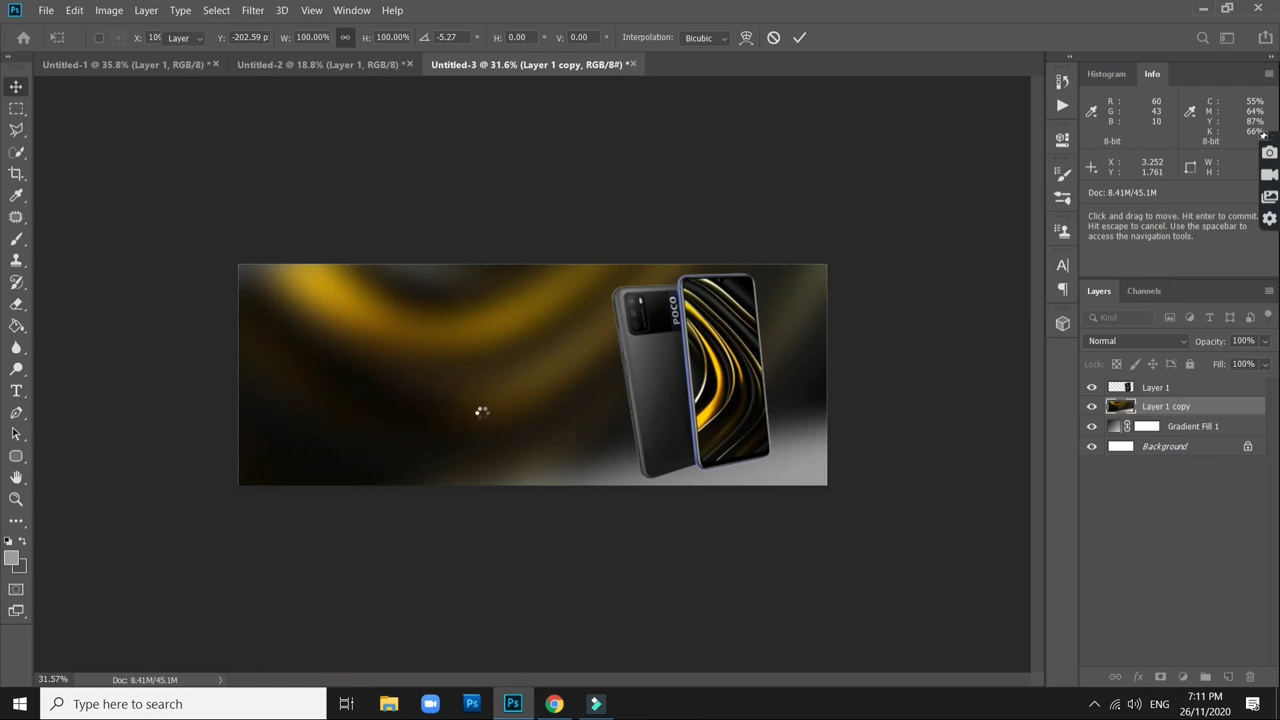 Ps File Edit Image Layer Type Select Filter 3D View Window Help
X: 109 Layer Y: -202.59 p W: 100.00% H: 100.00% -5.27 ° H: 0.00 ° V: 0.00 ° Interpolation: Bicubic
Untitled-1 @ 35.8% (Layer 1, RGB/8) * Untitled-2 @ 18.8% (Layer 1, RGB/8) * Untitled-3 @ 31.6% (Layer 1 copy, RGB/8#) *
Histogram Info
R : 60 C : 55%
G : 43 M : 64%
B : 10 Y : 87%
K : 66%
8-bit 8-bit
X : 3.252 W :
Y : 1.761 H :
Doc: 8.41M/45.1M
Click and drag to move. Hit enter to commit.
Hit escape to cancel. Use the spacebar to
access the navigation tools.
POCO
Layers Channels
Kind
Normal Opacity: 100%
Lock: Fill: 100%
Layer 1
Layer 1 copy
Gradient Fill 1
Background
31.57% Doc: 8.41M/45.1M
Type here to search
Ps
Ps
ENG
7:11 PM
26/11/2020